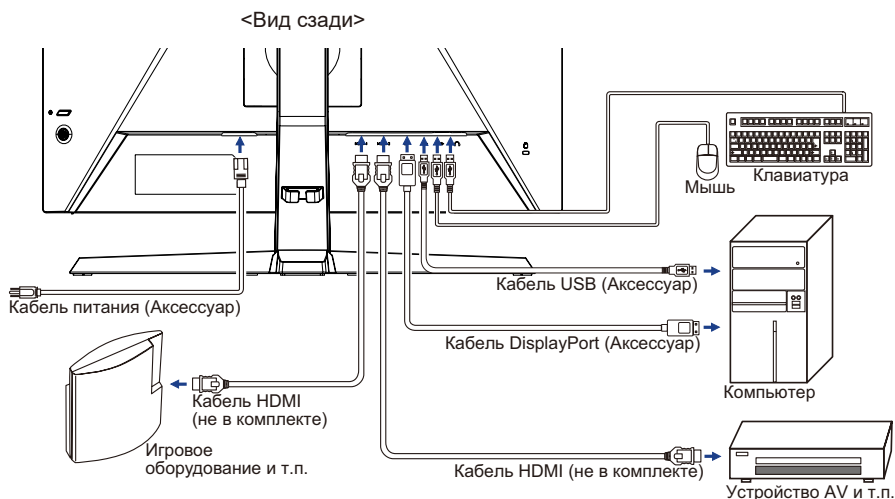 <Вид сзади>
Мышь
Клавиатура
Кабель USB (Аксессуар)
Кабель питания (Аксессуар)
Кабель DisplayPort (Аксессуар)
Компьютер
Кабель HDMI
(не в комплекте)
Игровое
оборудование и т.п.
Кабель HDMI (не в комплекте)
Устройство AV и т.п.